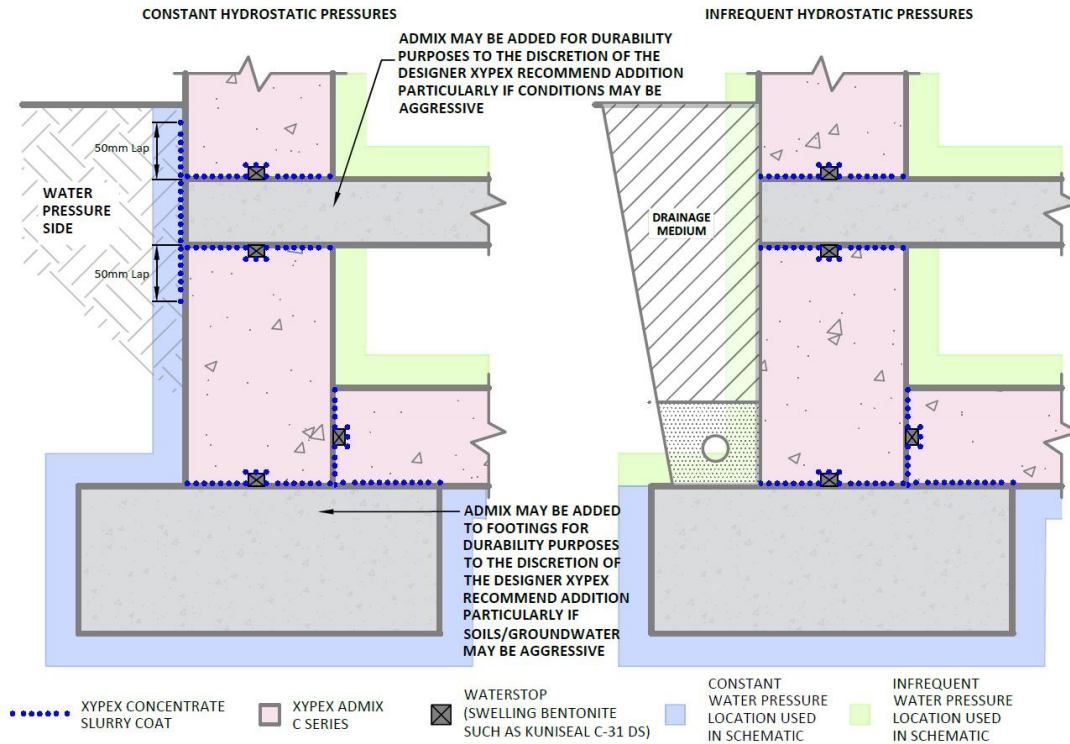 CONSTANT HYDROSTATIC PRESSURES
INFREQUENT HYDROSTATIC PRESSURES
ADMIX MAY BE ADDED FOR DURABILITY
PURPOSES TO THE DISCRETION OF THE
DESIGNER XYPEX RECOMMEND ADDITION
PARTICULARLY IF CONDITIONS MAY BE
AGGRESSIVE
50mm Lap
WATER
PRESSURE
SIDE
50mm Lap
DRAINAGE
MEDIUM
ADMIX MAY BE ADDED
TO FOOTINGS FOR
DURABILITY PURPOSES
TO THE DISCRETION OF
THE DESIGNER XYPEX
RECOMMEND ADDITION
PARTICULARLY IF
SOILS/GROUNDWATER
MAY BE AGGRESSIVE
XYPEX CONCENTRATE
SLURRY COAT
XYPEX ADMIX
C SERIES
WATERSTOP
(SWELLING BENTONITE
SUCH AS KUNISEAL C-31 DS)
CONSTANT
WATER PRESSURE
LOCATION USED
IN SCHEMATIC
INFREQUENT
WATER PRESSURE
LOCATION USED
IN SCHEMATIC